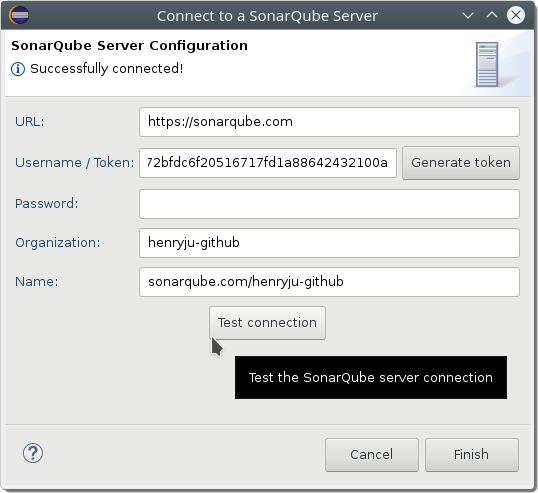 Connect to a SonarQube Server
SonarQube Server Configuration
Successfully connected!
URL: https://sonarqube.com
Username / Token: 72bfdc6f20516717fd1a88642432100a Generate token
Password:
Organization: henryju-github
Name: sonarqube.com/henryju-github
Test connection
Test the SonarQube server connection
? Cancel Finish